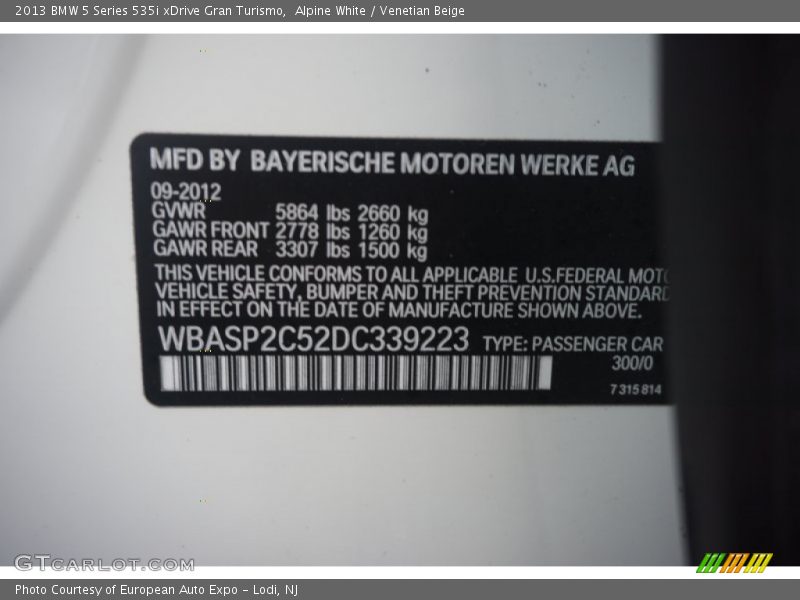 2013 BMW 5 Series 535i xDrive Gran Turismo,  Alpine White / Venetian Beige
MFD BY BAYERISCHE MOTOREN WERKE AG
09-2012
GVWR 5864 lbs 2660 kg
GAWR FRONT 2778 lbs 1260 kg
GAWR REAR 3307 lbs 1500 kg
THIS VEHICLE CONFORMS TO ALL APPLICABLE U.S.FEDERAL MOTO
VEHICLE SAFETY, BUMPER AND THEFT PREVENTION STANDARD
IN EFFECT ON THE DATE OF MANUFACTURE SHOWN ABOVE.
WBASP2C52DC339223 TYPE: PASSENGER CAR
300/0
7 315 814
GTCARLOT.COM
Photo Courtesy of European Auto Expo - Lodi, NJ